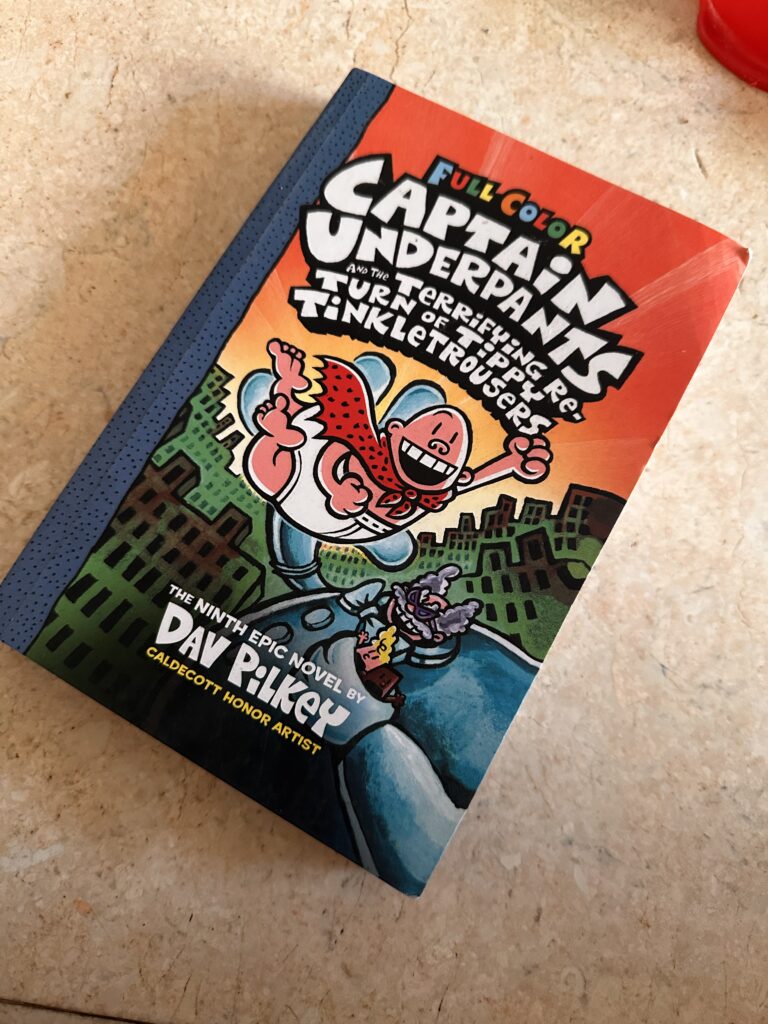 FULL COLOR
CAPTAIN
UNDERPANTS
AND THE TERRIFYING RE-
TURN OF TIPPY
TINKLETROUSERS
THE NINTH EPIC NOVEL BY
DAV PILKEY
CALDECOTT HONOR ARTIST